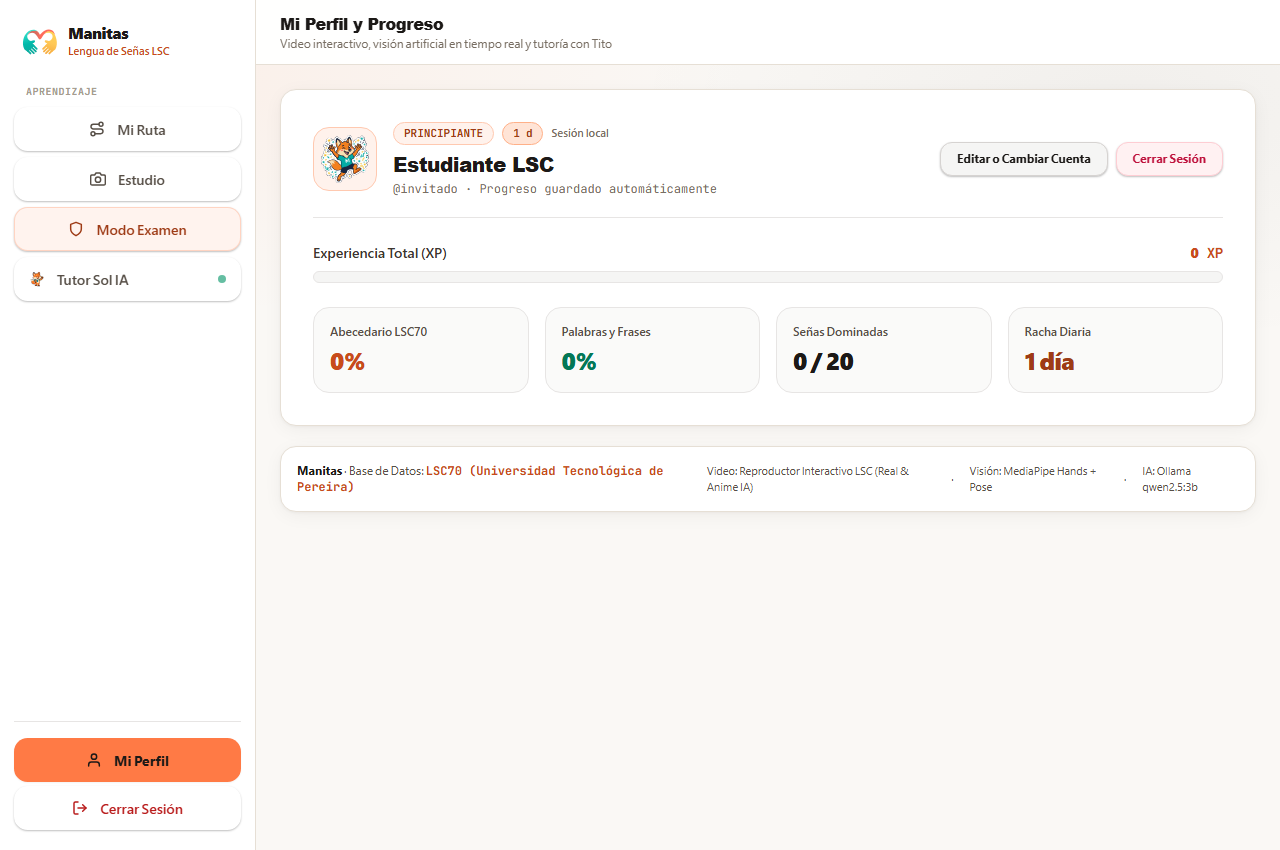 Manitas
Lengua de Señas LSC
APRENDIZAJE
Mi Ruta
Estudio
Modo Examen
Tutor Sol IA
Mi Perfil
Cerrar Sesión
Mi Perfil y Progreso
Video interactivo, visión artificial en tiempo real y tutoría con Tito
PRINCIPIANTE 1 d Sesión local
Estudiante LSC
@invitado · Progreso guardado automáticamente
Editar o Cambiar Cuenta
Cerrar Sesión
Experiencia Total (XP)
0 XP
Abecedario LSC70
0%
Palabras y Frases
0%
Señas Dominadas
0 / 20
Racha Diaria
1 día
Manitas · Base de Datos: LSC70 (Universidad Tecnológica de
Pereira)
Video: Reproductor Interactivo LSC (Real &
Anime IA)
·
Visión: MediaPipe Hands +
Pose
·
IA: Ollama
qwen2.5:3b